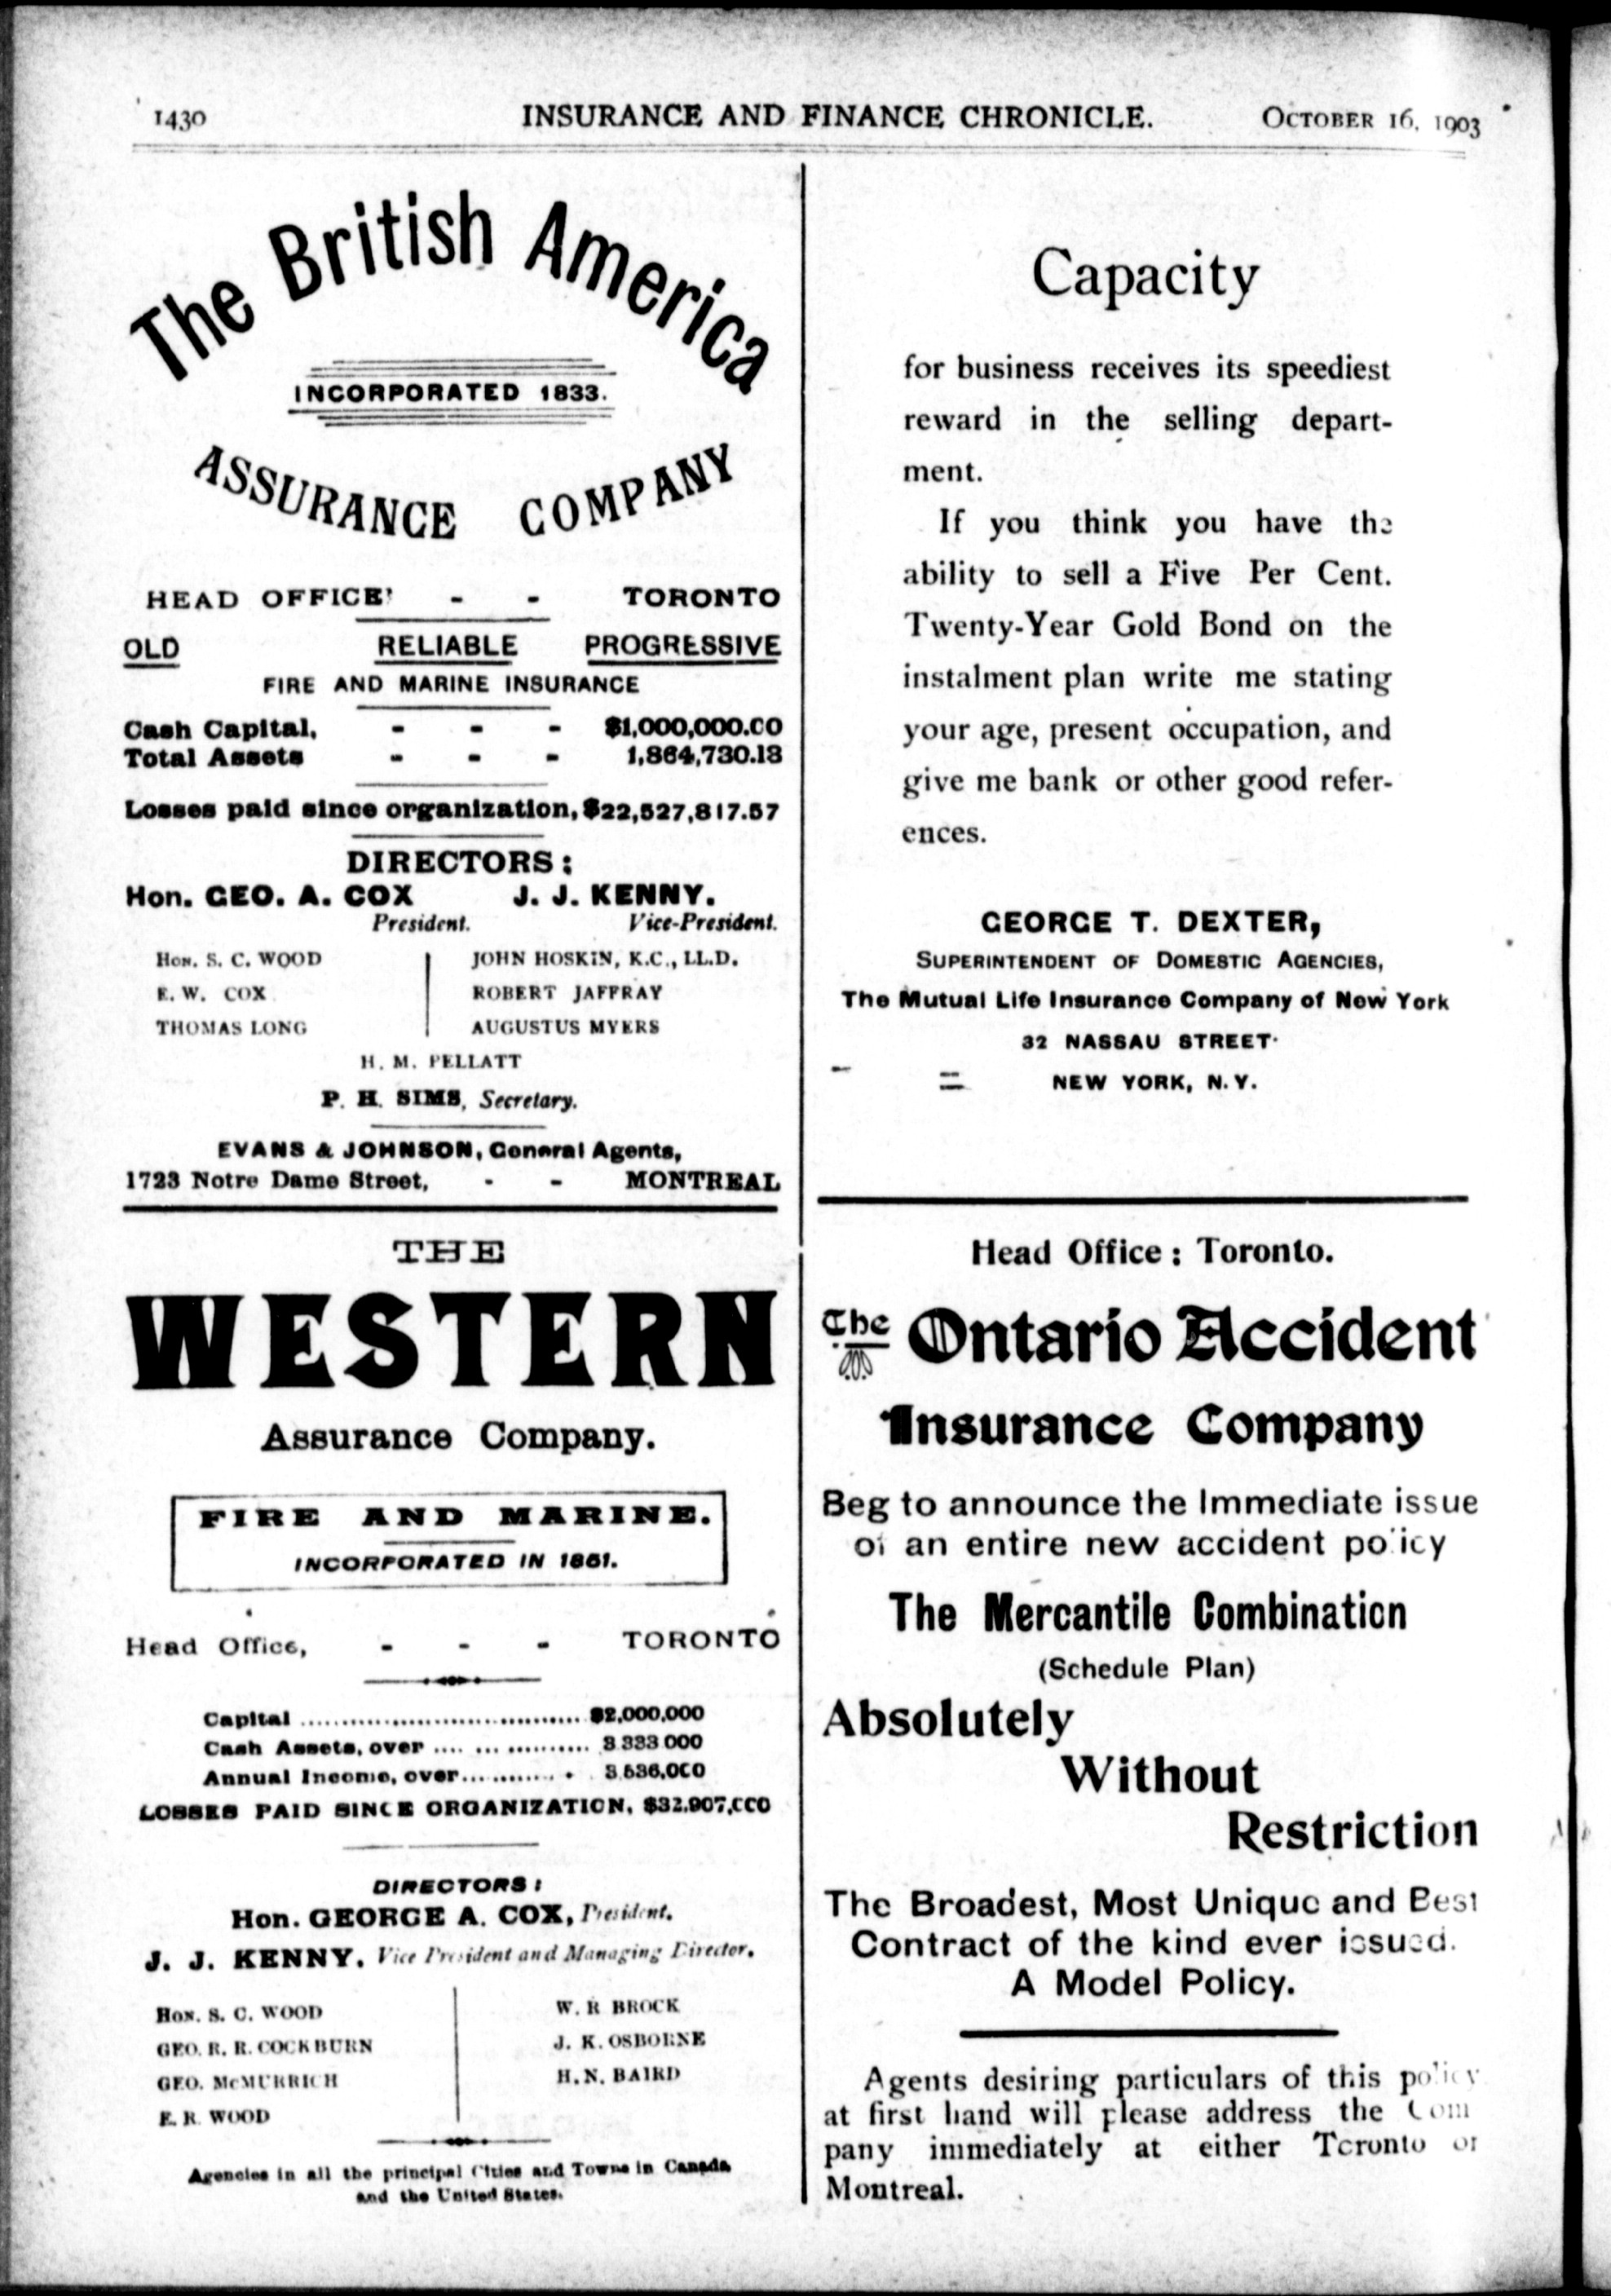 1430
INSURANCE AND FINANCE CHRONICLE.
OCTOBER 16, 1903
The British America
INCORPORATED 1833.
ASSURANCE COMPANY
HEAD OFFICE - - TORONTO
OLD RELIABLE PROGRESSIVE
FIRE AND MARINE INSURANCE
Cash Capital, - - - $1,000,000.00
Total Assets - - - 1,864,730.13
Losses paid since organization, $22,527,817.57
DIRECTORS:
Hon. GEO. A. COX J. J. KENNY.
President. Vice-President.
HON. S. C. WOOD JOHN HOSKIN, K.C., LL.D.
E. W. COX ROBERT JAFFRAY
THOMAS LONG AUGUSTUS MYERS
H. M. PELLATT
P. H. SIMS, Secretary.
EVANS & JOHNSON, General Agents,
1723 Notre Dame Street, - - MONTREAL
THE
WESTERN
Assurance Company.
FIRE AND MARINE.
INCORPORATED IN 1851.
Head Office, - - - TORONTO
Capital ................................. $2,000,000
Cash Assets, over .... ... .......... 3 333 000
Annual Income, over........... . 3 536,000
LOSSES PAID SINCE ORGANIZATION, $32,907,000
DIRECTORS:
Hon. GEORGE A. COX, President.
J. J. KENNY, Vice President and Managing Director.
HON. S. C. WOOD W. R BROCK
GEO. R. R. COCKBURN J. K. OSBORNE
GEO. McMURRICH H. N. BAIRD
E. R. WOOD
Agencies in all the principal Cities and Towns in Canada
and the United States.
Capacity
for business receives its speediest
reward in the selling depart-
ment.
If you think you have the
ability to sell a Five Per Cent.
Twenty-Year Gold Bond on the
instalment plan write me stating
your age, present occupation, and
give me bank or other good refer-
ences.
GEORGE T. DEXTER,
SUPERINTENDENT OF DOMESTIC AGENCIES,
The Mutual Life Insurance Company of New York
32 NASSAU STREET
NEW YORK, N. Y.
Head Office: Toronto.
The Ontario Accident
Insurance Company
Beg to announce the Immediate issue
of an entire new accident policy
The Mercantile Combination
(Schedule Plan)
Absolutely
Without
Restriction
The Broadest, Most Unique and Best
Contract of the kind ever issued.
A Model Policy.
Agents desiring particulars of this policy
at first hand will please address the Com
pany immediately at either Toronto or
Montreal.